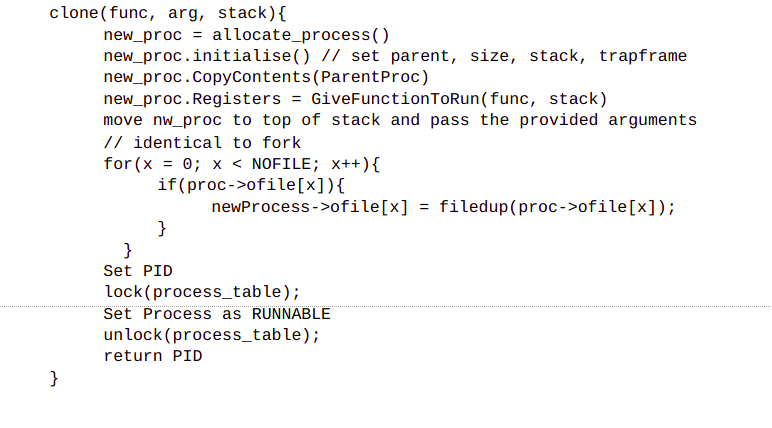 clone(func, arg, stack){
new_proc = allocate_process()
new_proc.initialise() // set parent, size, stack, trapframe
new_proc.CopyContents(ParentProc)
new_proc.Registers = GiveFunctionToRun(func, stack)
move nw_proc to top of stack and pass the provided arguments
// identical to fork
for(x = 0; x < NOFILE; x++){
if(proc->ofile[x]){
newProcess->ofile[x] = filedup(proc->ofile[x]);
}
}
Set PID
lock(process_table);
Set Process as RUNNABLE
unlock(process_table);
return PID
}